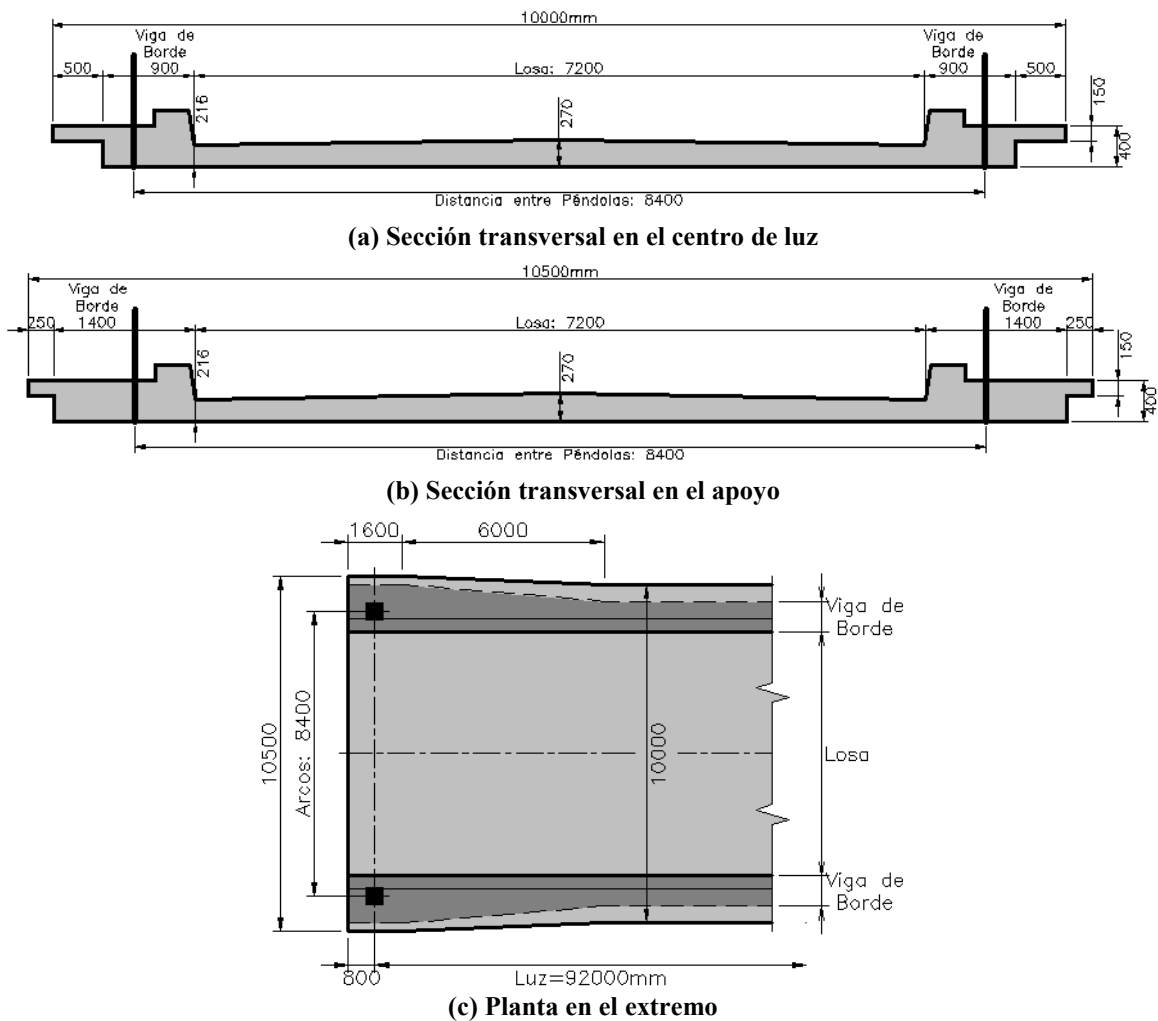 10000mm
Viga de
Borde
Viga de
Borde
500
900
Losa: 7200
900
500
216
270
150
400
Distancia entre Péndolas: 8400
(a) Sección transversal en el centro de luz
10500mm
Viga de
Borde
Viga de
Borde
250
1400
Losa: 7200
1400
250
216
270
150
400
Distancia entre Péndolas: 8400
(b) Sección transversal en el apoyo
1600
6000
Viga de
Borde
10500
Arcos: 8400
10000
Losa
Viga de
Borde
800
Luz=92000mm
(c) Planta en el extremo